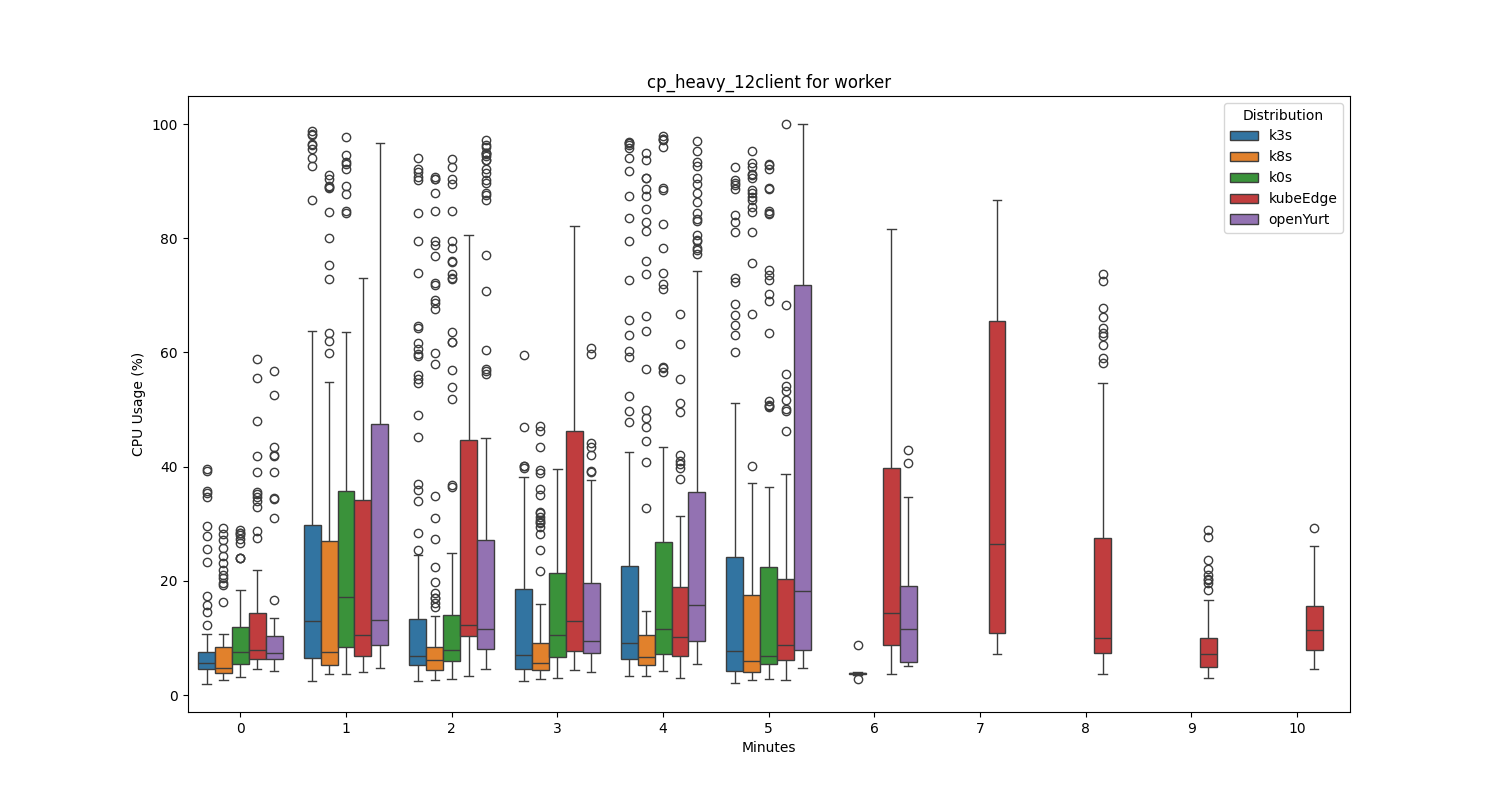 cp_heavy_12client for worker
CPU Usage (%)
100
80
60
40
20
0
Distribution
k3s
k8s
k0s
kubeEdge
openYurt
0 1 2 3 4 5 6 7 8 9 10
Minutes